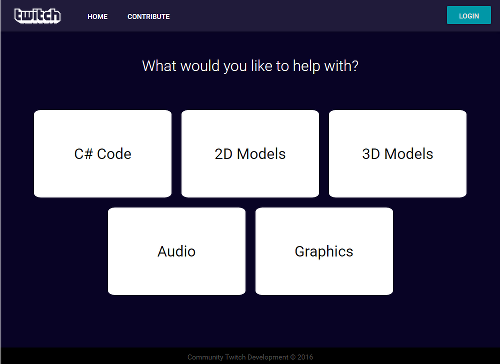 twitch HOME CONTRIBUTE LOGIN
What would you like to help with?
C# Code 2D Models 3D Models
Audio Graphics
Community Twitch Development © 2016